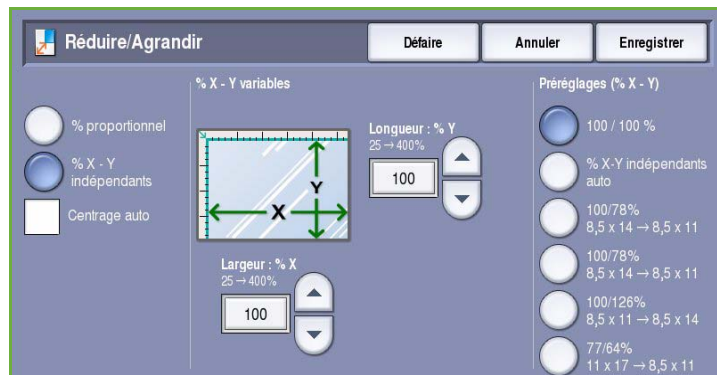 Réduire/Agrandir
Défaire
Annuler
Enregistrer
% proportionnel
% X - Y
indépendants
Centrage auto
% X - Y variables
Y
X
Longueur : % Y
25 → 400%
100
Largeur : % X
25 → 400%
100
Préréglages (% X - Y)
100 / 100 %
% X-Y indépendants
auto
100/78%
8,5 x 14 → 8,5 x 11
100/78%
8,5 x 14 → 8,5 x 11
100/126%
8,5 x 11 → 8,5 x 14
77/64%
11 x 17 → 8,5 x 11